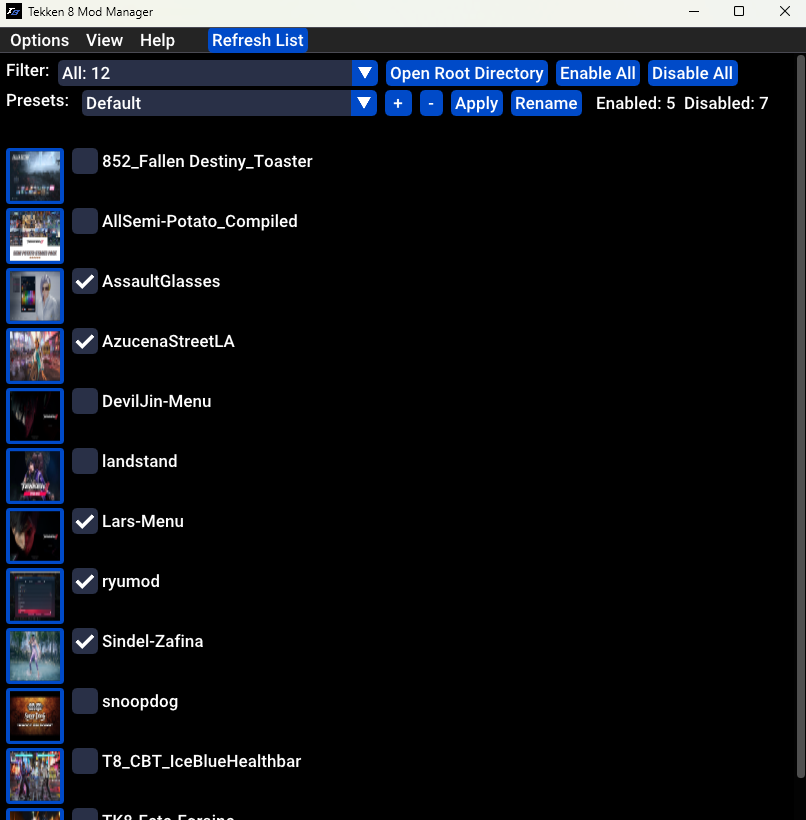 Tekken 8 Mod Manager
Options View Help Refresh List
Filter: All: 12 Open Root Directory Enable All Disable All
Presets: Default + - Apply Rename Enabled: 5 Disabled: 7
852_Fallen Destiny_Toaster
AllSemi-Potato_Compiled
AssaultGlasses
AzucenaStreetLA
DevilJin-Menu
landstand
Lars-Menu
ryumod
Sindel-Zafina
snoopdog
T8_CBT_IceBlueHealthbar